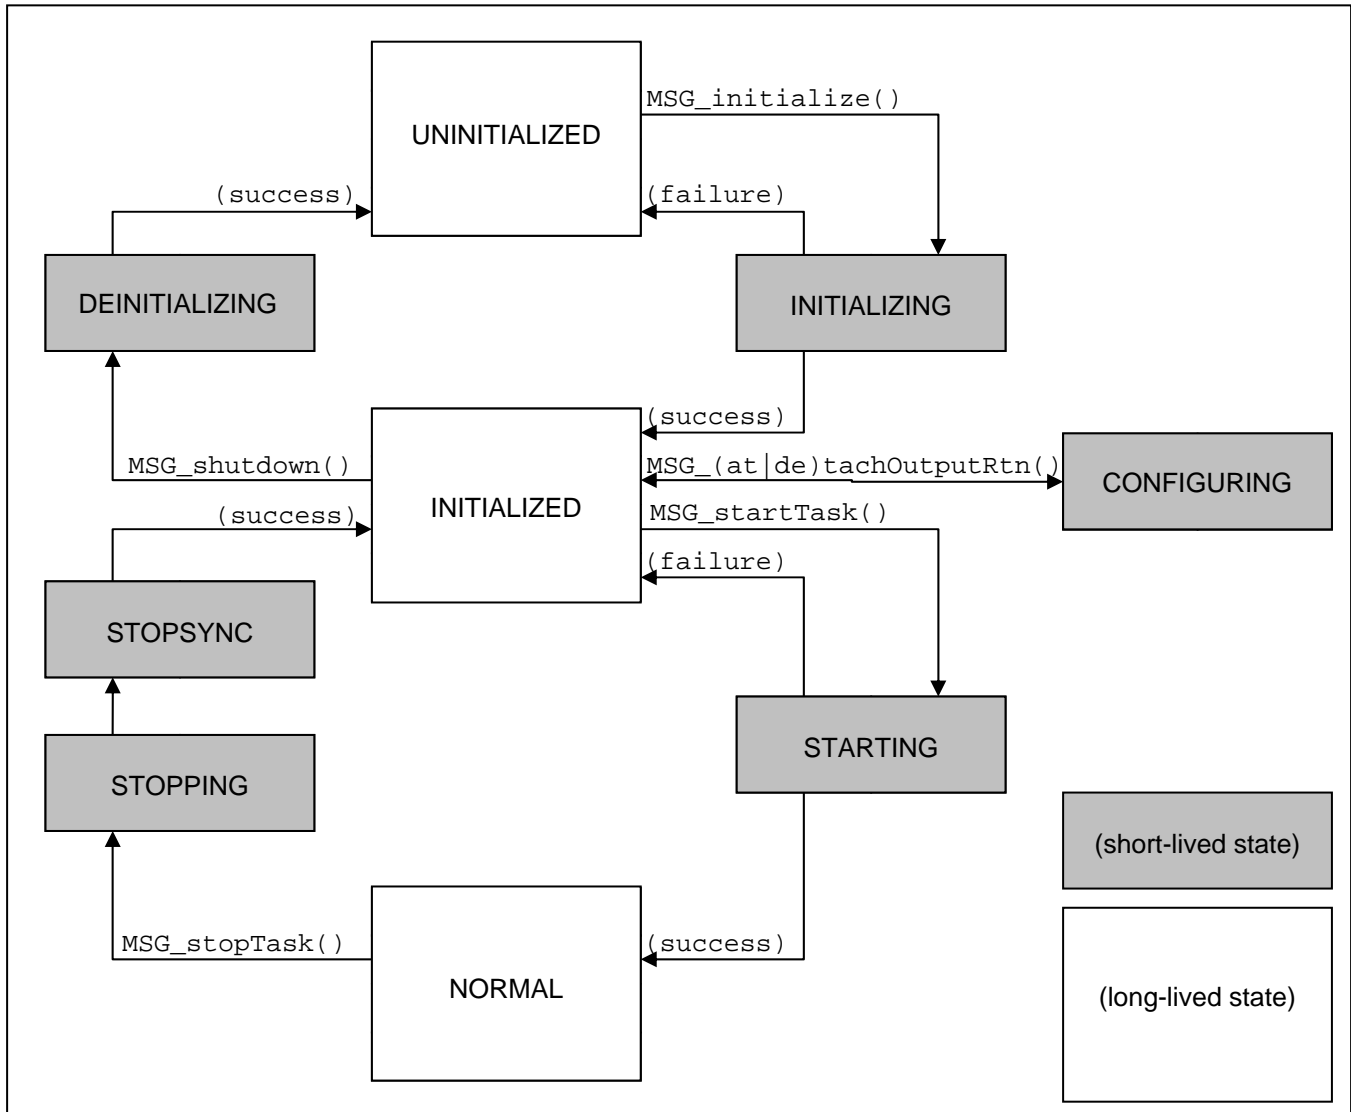 MSG_initialize()
UNINITIALIZED
(success)
(failure)
DEINITIALIZING
INITIALIZING
(success)
MSG_shutdown()
MSG_(at|de)tachOutputRtn()
CONFIGURING
INITIALIZED
(success)
MSG_startTask()
(failure)
STOPSYNC
STARTING
STOPPING
(short-lived state)
MSG_stopTask()
(success)
NORMAL
(long-lived state)